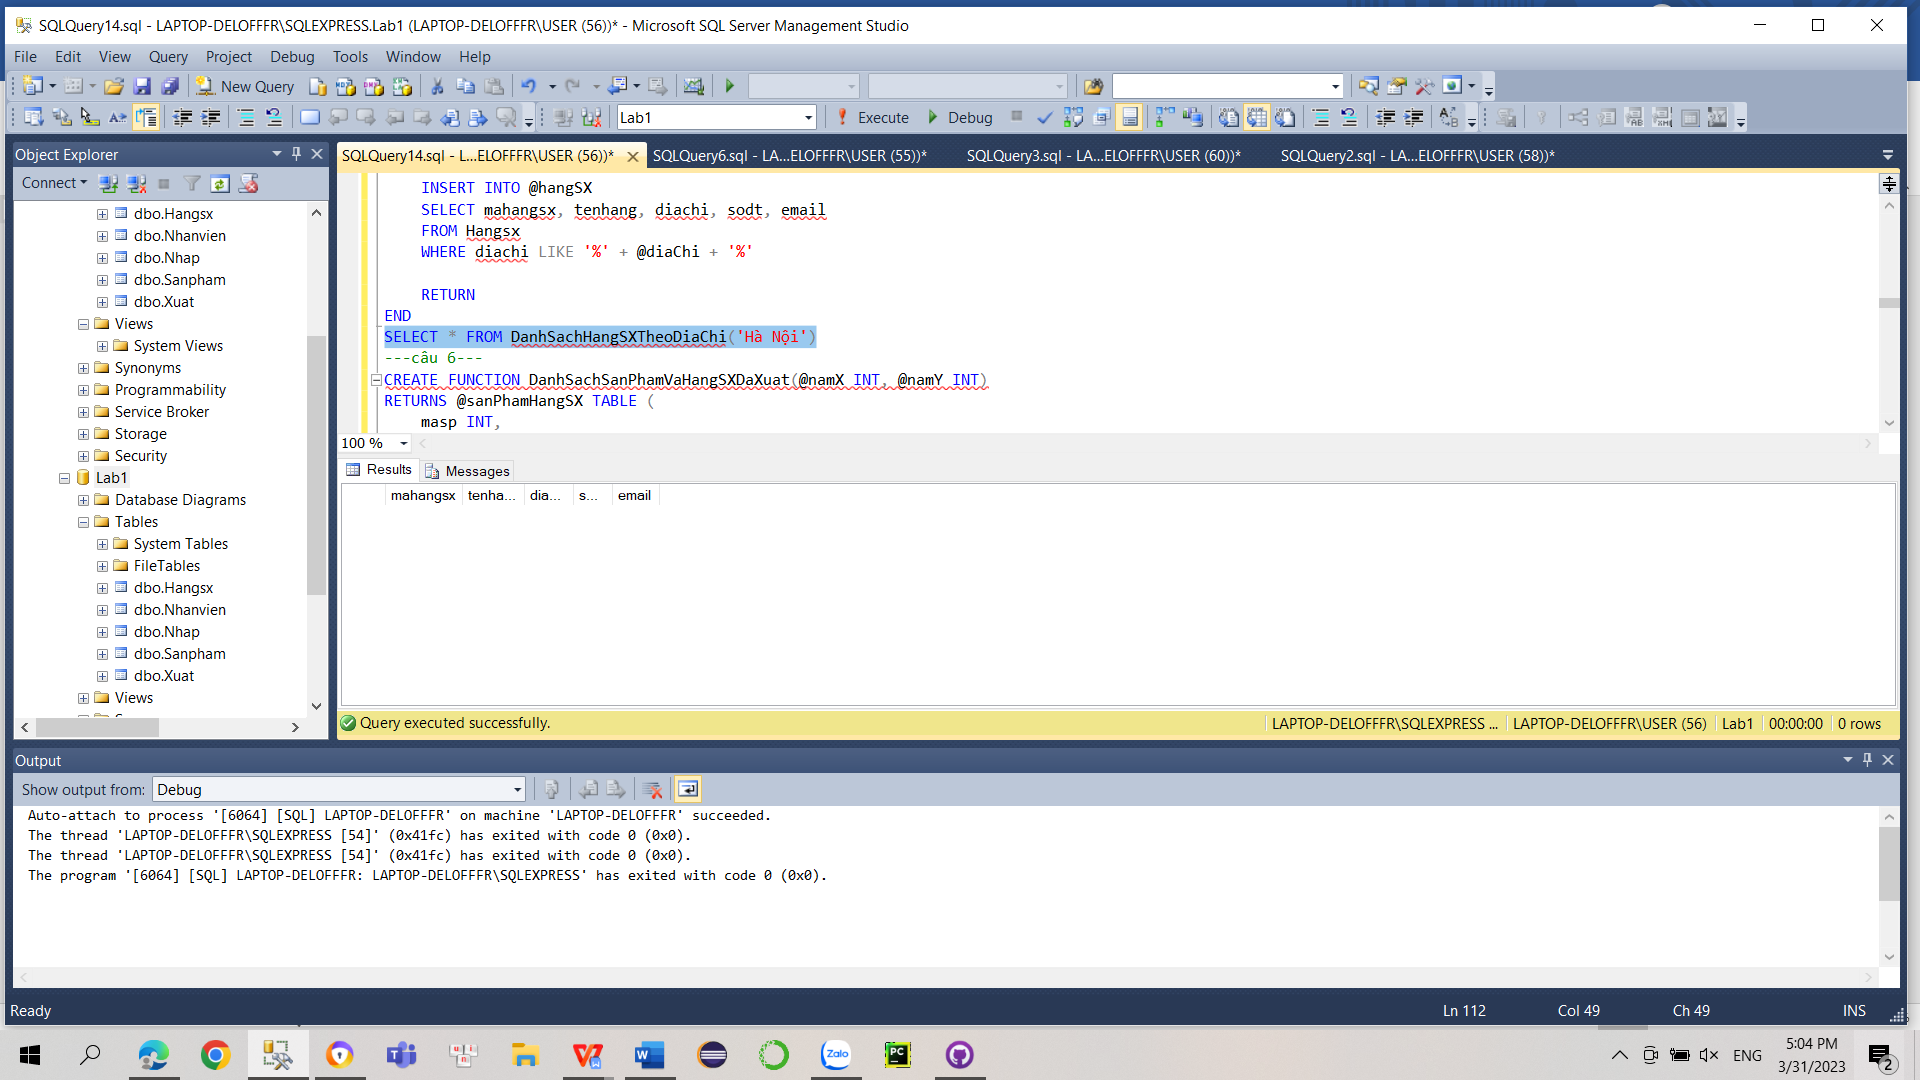 SQLQuery14.sql - LAPTOP-DELOFFFR\SQLEXPRESS.Lab1 (LAPTOP-DELOFFFR\USER (56))* - Microsoft SQL Server Management Studio
File Edit View Query Project Debug Tools Window Help
New Query
Lab1 Execute Debug
Object Explorer
Connect
dbo.Hangsx
dbo.Nhanvien
dbo.Nhap
dbo.Sanpham
dbo.Xuat
Views
System Views
Synonyms
Programmability
Service Broker
Storage
Security
Lab1
Database Diagrams
Tables
System Tables
FileTables
dbo.Hangsx
dbo.Nhanvien
dbo.Nhap
dbo.Sanpham
dbo.Xuat
Views
SQLQuery14.sql - L...ELOFFFR\USER (56))* SQLQuery6.sql - LA...ELOFFFR\USER (55))* SQLQuery3.sql - LA...ELOFFFR\USER (60))* SQLQuery2.sql - LA...ELOFFFR\USER (58))*
INSERT INTO @hangSX
SELECT mahangsx, tenhang, diachi, sodt, email
FROM Hangsx
WHERE diachi LIKE '%' + @diaChi + '%'
RETURN
END
SELECT * FROM DanhSachHangSXTheoDiaChi('Hà Nội')
---câu 6---
CREATE FUNCTION DanhSachSanPhamVaHangSXDaXuat(@namX INT, @namY INT)
RETURNS @sanPhamHangSX TABLE (
masp INT,
100 %
Results Messages
mahangsx tenha... dia... s... email
Query executed successfully. LAPTOP-DELOFFFR\SQLEXPRESS ... LAPTOP-DELOFFFR\USER (56) Lab1 00:00:00 0 rows
Output
Show output from: Debug
Auto-attach to process '[6064] [SQL] LAPTOP-DELOFFFR' on machine 'LAPTOP-DELOFFFR' succeeded.
The thread 'LAPTOP-DELOFFFR\SQLEXPRESS [54]' (0x41fc) has exited with code 0 (0x0).
The thread 'LAPTOP-DELOFFFR\SQLEXPRESS [54]' (0x41fc) has exited with code 0 (0x0).
The program '[6064] [SQL] LAPTOP-DELOFFFR: LAPTOP-DELOFFFR\SQLEXPRESS' has exited with code 0 (0x0).
Ready Ln 112 Col 49 Ch 49 INS
Zalo
PC
ENG
5:04 PM
3/31/2023
2